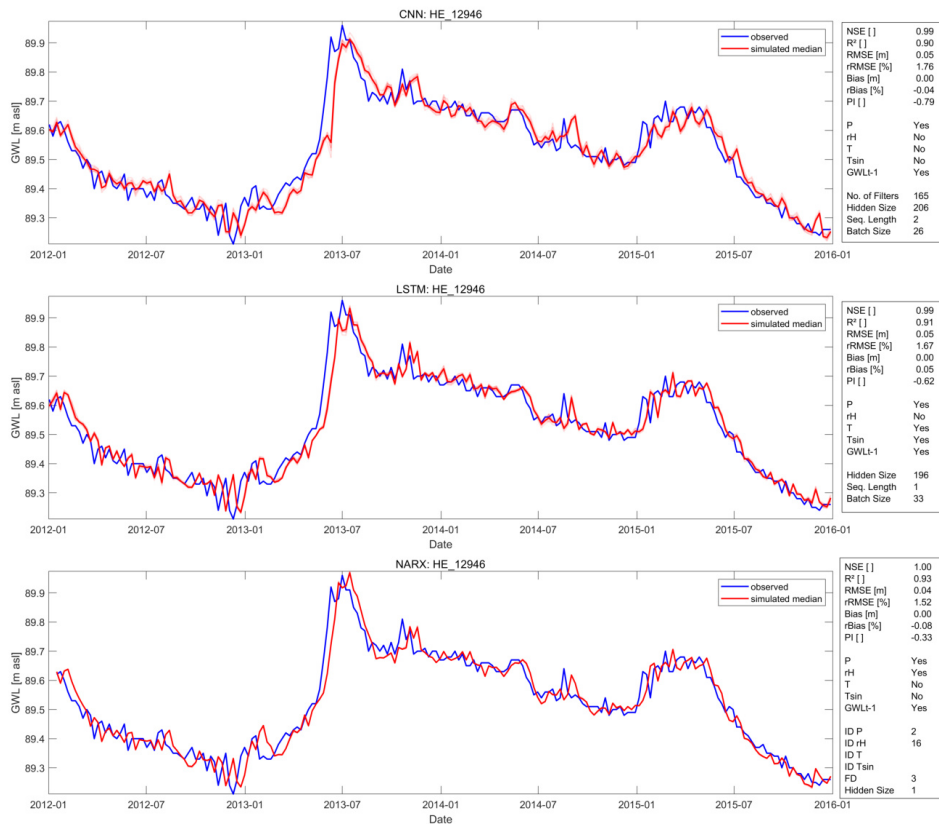 CNN: HE_12946
GWL [m asl]
89.9
89.8
89.7
89.6
89.5
89.4
89.3
observed
simulated median
2012-01 2012-07 2013-01 2013-07 2014-01 2014-07 2015-01 2015-07 2016-01
Date
NSE [ ] 0.99
R² [ ] 0.90
RMSE [m] 0.05
rRMSE [%] 1.76
Bias [m] 0.00
rBias [%] -0.04
PI [ ] -0.79
P Yes
rH No
T No
Tsin No
GWLt-1 Yes
No. of Filters 165
Hidden Size 206
Seq. Length 2
Batch Size 26
LSTM: HE_12946
GWL [m asl]
89.9
89.8
89.7
89.6
89.5
89.4
89.3
observed
simulated median
2012-01 2012-07 2013-01 2013-07 2014-01 2014-07 2015-01 2015-07 2016-01
Date
NSE [ ] 0.99
R² [ ] 0.91
RMSE [m] 0.05
rRMSE [%] 1.67
Bias [m] 0.00
rBias [%] 0.05
PI [ ] -0.62
P Yes
rH No
T Yes
Tsin Yes
GWLt-1 Yes
Hidden Size 196
Seq. Length 1
Batch Size 33
NARX: HE_12946
GWL [m asl]
89.9
89.8
89.7
89.6
89.5
89.4
89.3
observed
simulated median
2012-01 2012-07 2013-01 2013-07 2014-01 2014-07 2015-01 2015-07 2016-01
Date
NSE [ ] 1.00
R² [ ] 0.93
RMSE [m] 0.04
rRMSE [%] 1.52
Bias [m] 0.00
rBias [%] -0.08
PI [ ] -0.33
P Yes
rH Yes
T No
Tsin No
GWLt-1 Yes
ID P 2
ID rH 16
ID T
ID Tsin
FD 3
Hidden Size 1